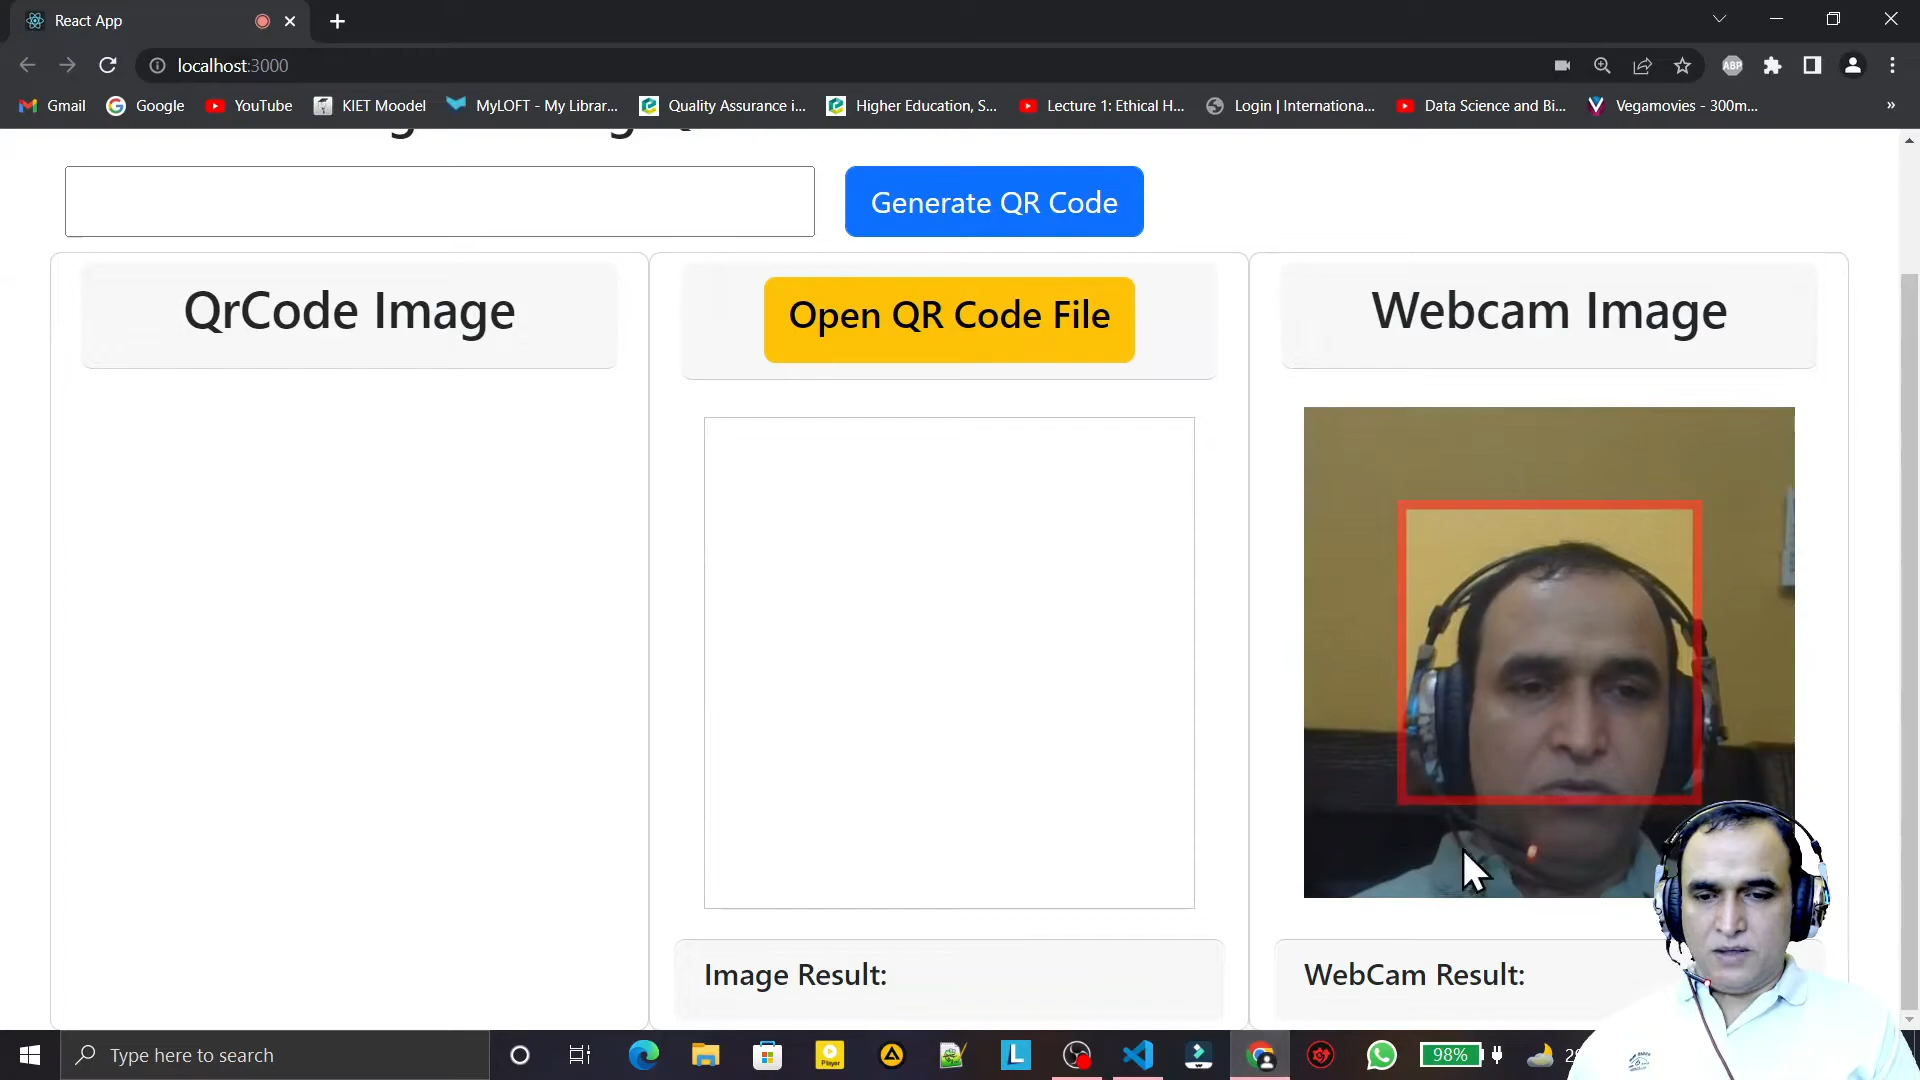 React App
localhost:3000
ABP
Gmail
Google
YouTube
KIET Moodel
MyLOFT - My Librar...
Quality Assurance i...
Higher Education, S...
Lecture 1: Ethical H...
Login | Internationa...
Data Science and Bi...
Vegamovies - 300m...
»
Generate QR Code
QrCode Image
Open QR Code File
Webcam Image
Image Result:
WebCam Result:
Type here to search
Player
L
98%